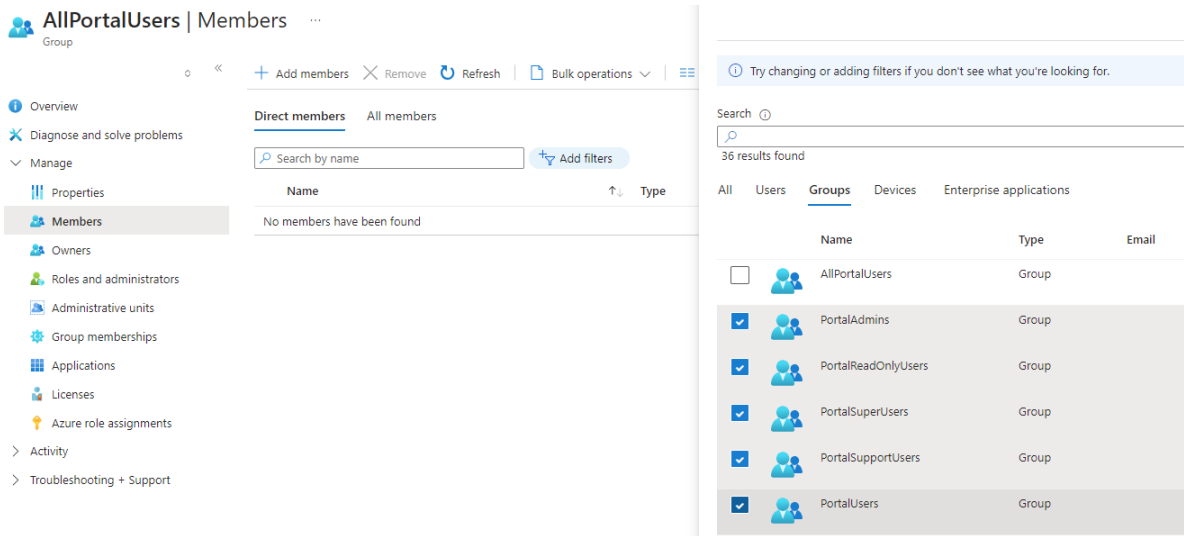 AllPortalUsers | Members ...
Group
Overview
Diagnose and solve problems
Manage
Properties
Members
Owners
Roles and administrators
Administrative units
Group memberships
Applications
Licenses
Azure role assignments
Activity
Troubleshooting + Support
Add members Remove Refresh Bulk operations
Direct members All members
Search by name Add filters
Name Type
No members have been found
Try changing or adding filters if you don't see what you're looking for.
Search
36 results found
All Users Groups Devices Enterprise applications
Name Type Email
AllPortalUsers Group
PortalAdmins Group
PortalReadOnlyUsers Group
PortalSuperUsers Group
PortalSupportUsers Group
PortalUsers Group